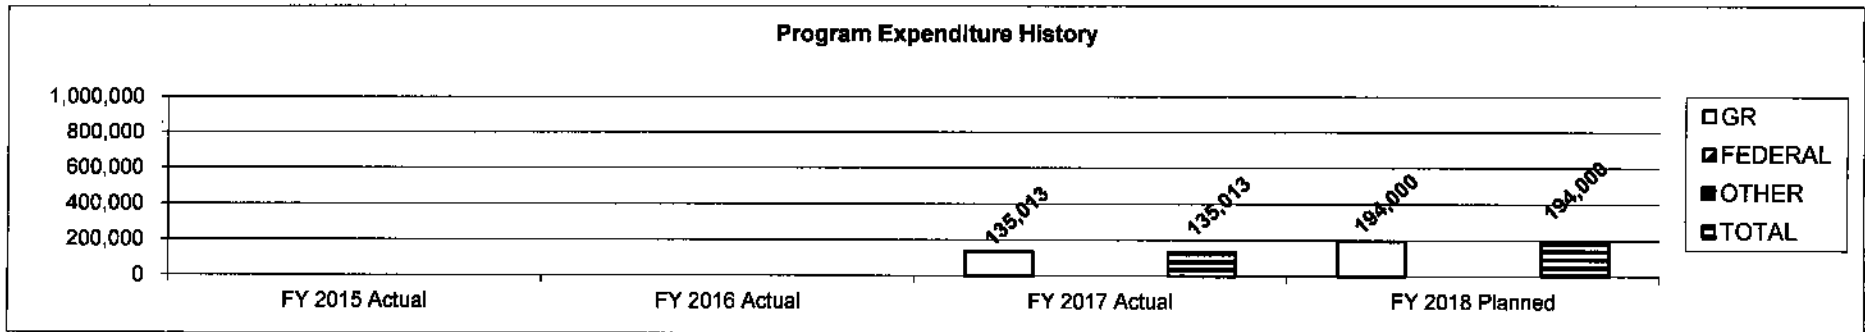 Program Expenditure History
1,000,000
800,000
600,000
400,000
200,000
0
135,013
135,013
194,000
194,000
FY 2015 Actual
FY 2016 Actual
FY 2017 Actual
FY 2018 Planned
GR
FEDERAL
OTHER
TOTAL